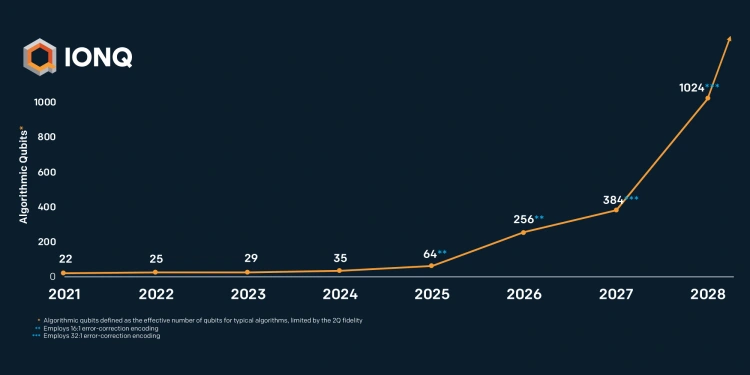 IONQ
1000
800
600
400
200
0
Algorithmic Qubits*
22
25
29
35
64**
256**
384***
1024***
2021 2022 2023 2024 2025 2026 2027 2028
* Algorithmic qubits defined as the effective number of qubits for typical algorithms, limited by the 2Q fidelity
** Employs 16:1 error-correction encoding
*** Employs 32:1 error-correction encoding